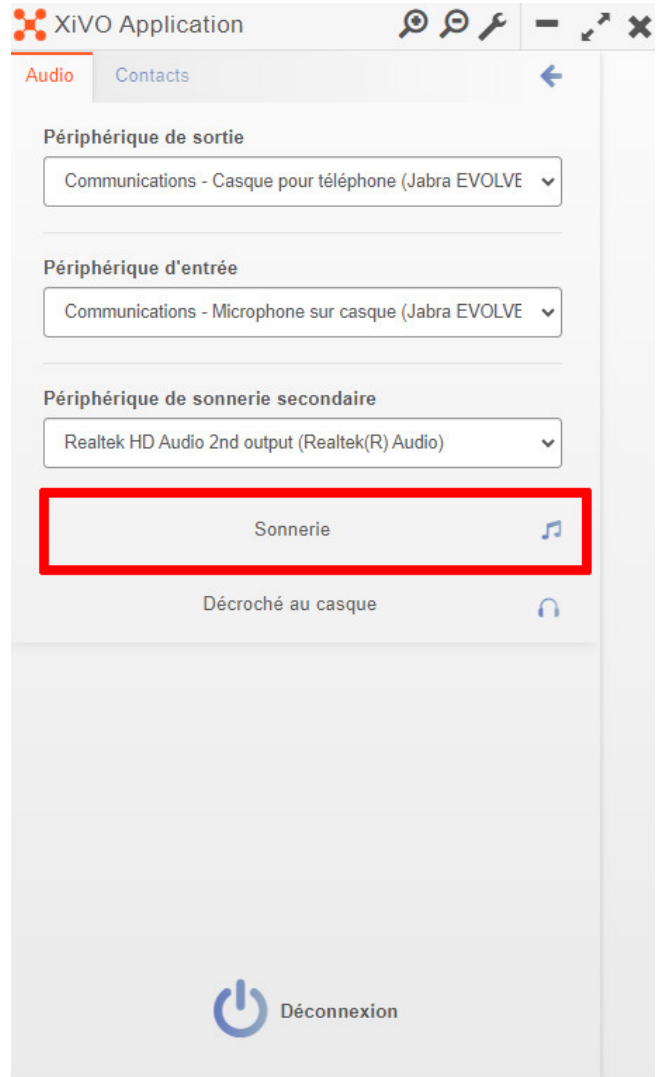 XiVO Application
Audio Contacts
Périphérique de sortie
Communications - Casque pour téléphone (Jabra EVOLVE
Périphérique d'entrée
Communications - Microphone sur casque (Jabra EVOLVE
Périphérique de sonnerie secondaire
Realtek HD Audio 2nd output (Realtek(R) Audio)
Sonnerie
Décroché au casque
Déconnexion